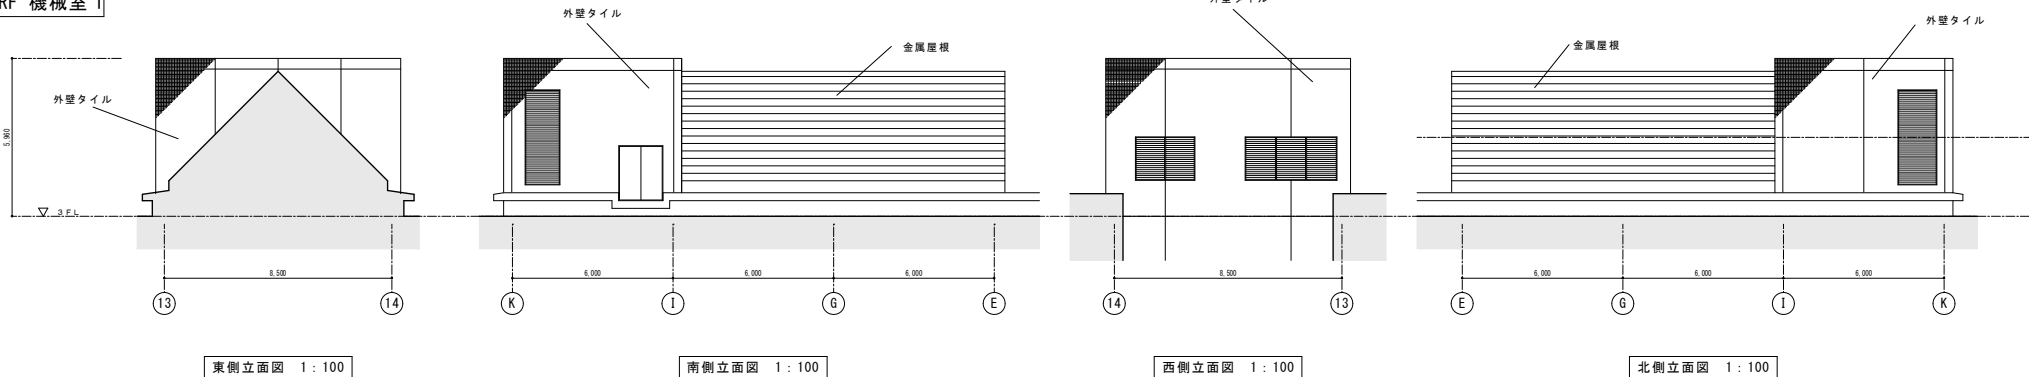 RF 機械室1
外壁タイル
外壁タイル
金属屋根
外壁タイル
金属屋根
外壁タイル
5,960
3FL
8,500
6,000
6,000
6,000
8,500
6,000
6,000
6,000
13
14
K
I
G
E
14
13
E
G
I
K
東側立面図 1:100
南側立面図 1:100
西側立面図 1:100
北側立面図 1:100